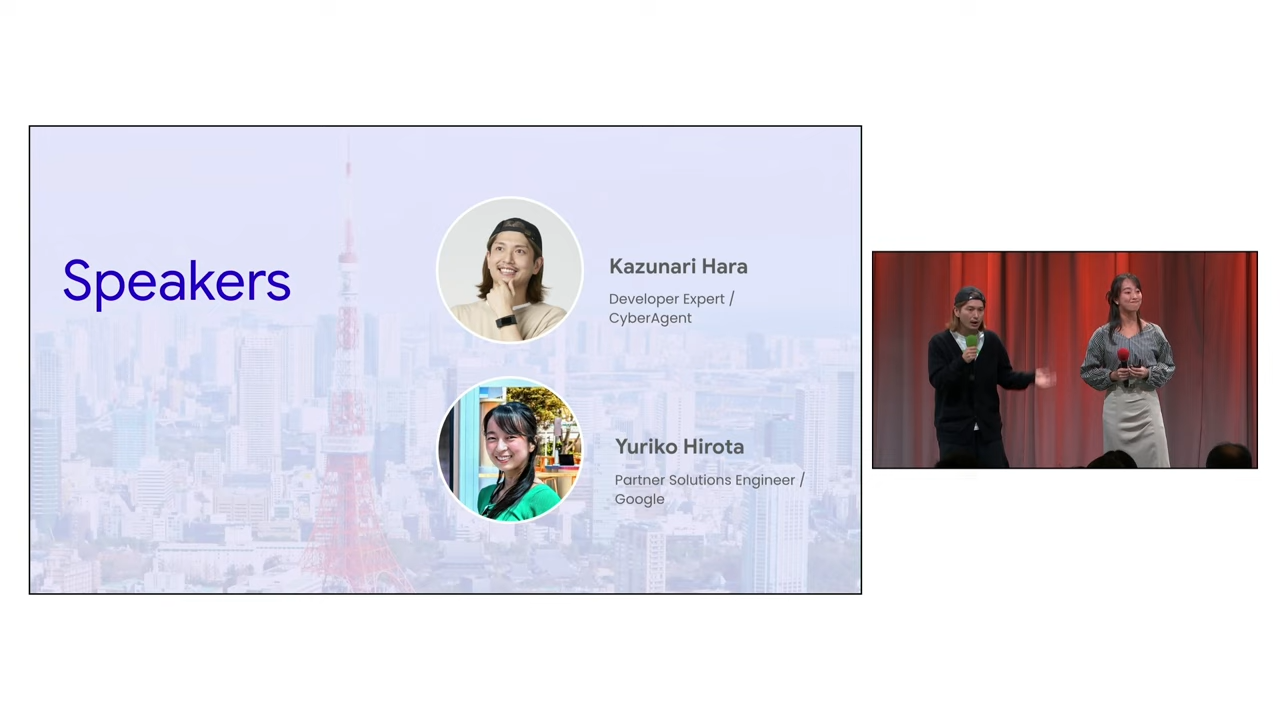 Speakers
Kazunari Hara
Developer Expert /
CyberAgent
Yuriko Hirota
Partner Solutions Engineer /
Google